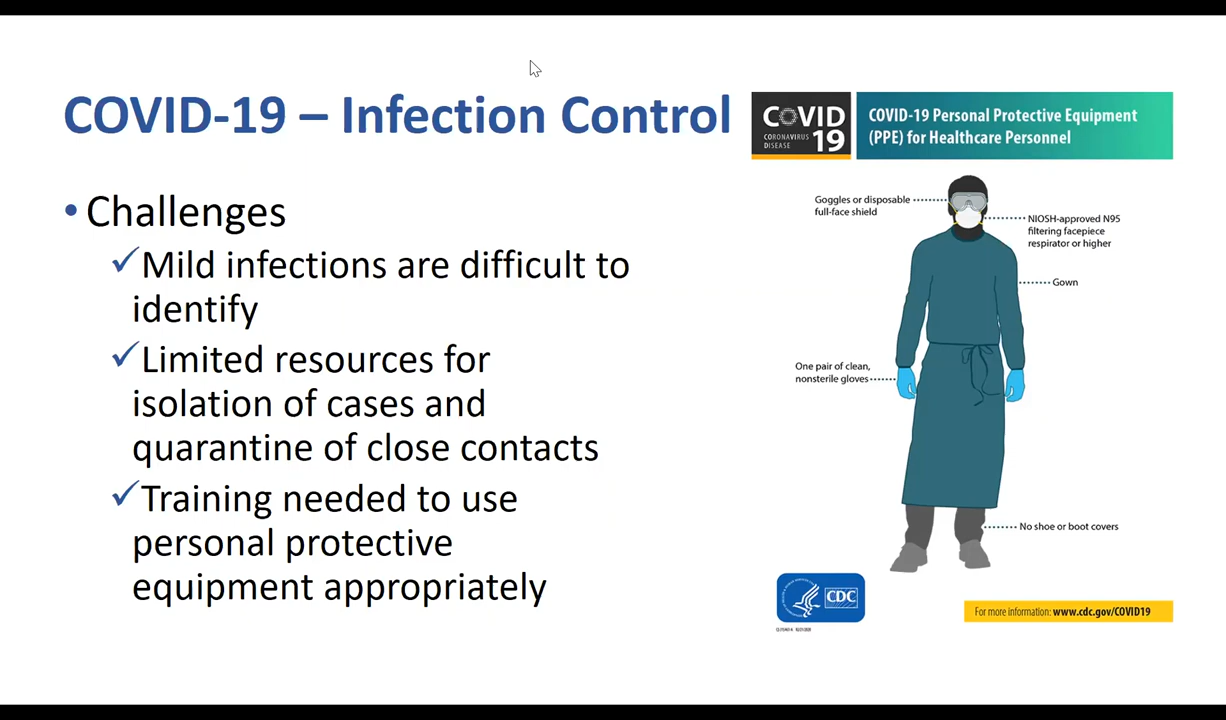 COVID-19 – Infection Control
• Challenges
✓Mild infections are difficult to
identify
✓Limited resources for
isolation of cases and
quarantine of close contacts
✓Training needed to use
personal protective
equipment appropriately
COVID
19
CORONAVIRUS
DISEASE
COVID-19 Personal Protective Equipment
(PPE) for Healthcare Personnel
Goggles or disposable
full-face shield
NIOSH-approved N95
filtering facepiece
respirator or higher
Gown
One pair of clean,
nonsterile gloves
No shoe or boot covers
CDC
For more information: www.cdc.gov/COVID19